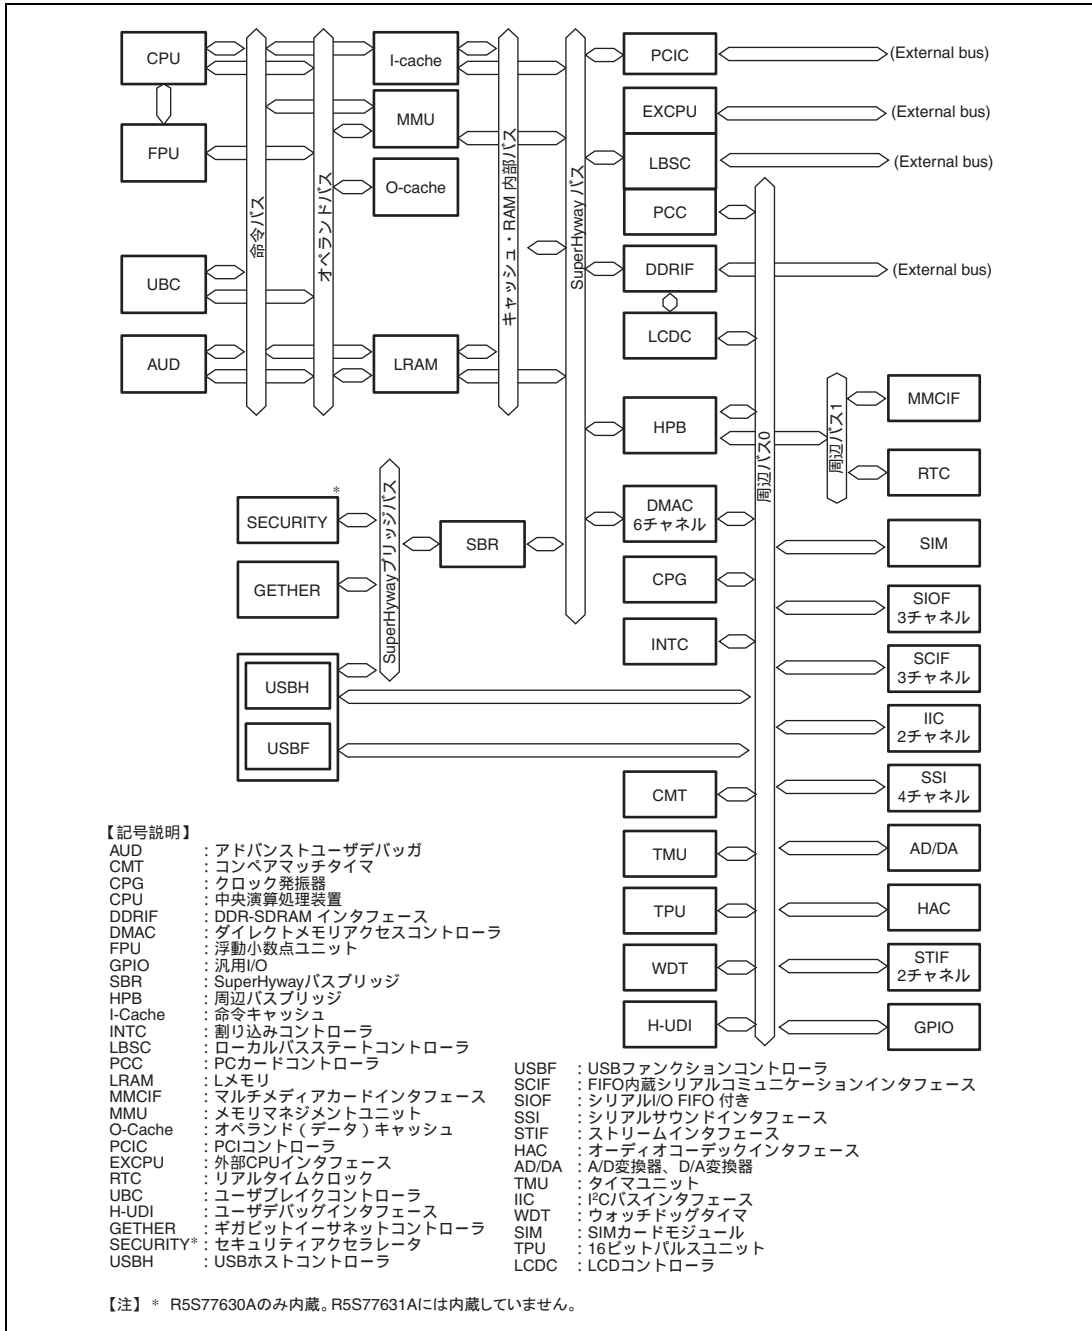 CPU
I-cache
PCIC
(External bus)
MMU
EXCPU
(External bus)
FPU
LBSC
(External bus)
O-cache
PCC
命令バス
オペランドバス
キャッシュ・RAM 内部バス
SuperHyway バス
UBC
DDRIF
(External bus)
AUD
LRAM
LCDC
周辺バス0
周辺バス1
MMCIF
HPB
RTC
SuperHywayブリッジバス
*
SECURITY
SBR
DMAC
6チャネル
SIM
GETHER
CPG
SIOF
3チャネル
INTC
SCIF
3チャネル
USBH
IIC
2チャンネル
USBF
SSI
4チャネル
CMT
TMU
AD/DA
TPU
HAC
WDT
STIF
2チャネル
H-UDI
GPIO
【記号説明】
AUD : アドバンストユーザデバッガ
CMT : コンペアマッチタイマ
CPG : クロック発振器
CPU : 中央演算処理装置
DDRIF : DDR-SDRAM インタフェース
DMAC : ダイレクトメモリアクセスコントローラ
FPU : 浮動小数点ユニット
GPIO : 汎用I/O
SBR : SuperHywayバスブリッジ
HPB : 周辺バスブリッジ
I-Cache : 命令キャッシュ
INTC : 割り込みコントローラ
LBSC : ローカルバスステートコントローラ
PCC : PCカードコントローラ
LRAM : Lメモリ
MMCIF : マルチメディアカードインタフェース
MMU : メモリマネジメントユニット
O-Cache : オペランド（データ）キャッシュ
PCIC : PCIコントローラ
EXCPU : 外部CPUインタフェース
RTC : リアルタイムクロック
UBC : ユーザブレイクコントローラ
H-UDI : ユーザデバッグインタフェース
GETHER : ギガビットイーサネットコントローラ
SECURITY* : セキュリティアクセラレータ
USBH : USBホストコントローラ
USBF : USBファンクションコントローラ
SCIF : FIFO内蔵シリアルコミュニケーションインタフェース
SIOF : シリアルI/O FIFO 付き
SSI : シリアルサウンドインタフェース
STIF : ストリームインタフェース
HAC : オーディオコーデックインタフェース
AD/DA : A/D変換器、D/A変換器
TMU : タイマユニット
IIC : I²Cバスインタフェース
WDT : ウォッチドッグタイマ
SIM : SIMカードモジュール
TPU : 16ビットパルスユニット
LCDC : LCDコントローラ
【注】 * R5S77630Aのみ内蔵。R5S77631Aには内蔵していません。